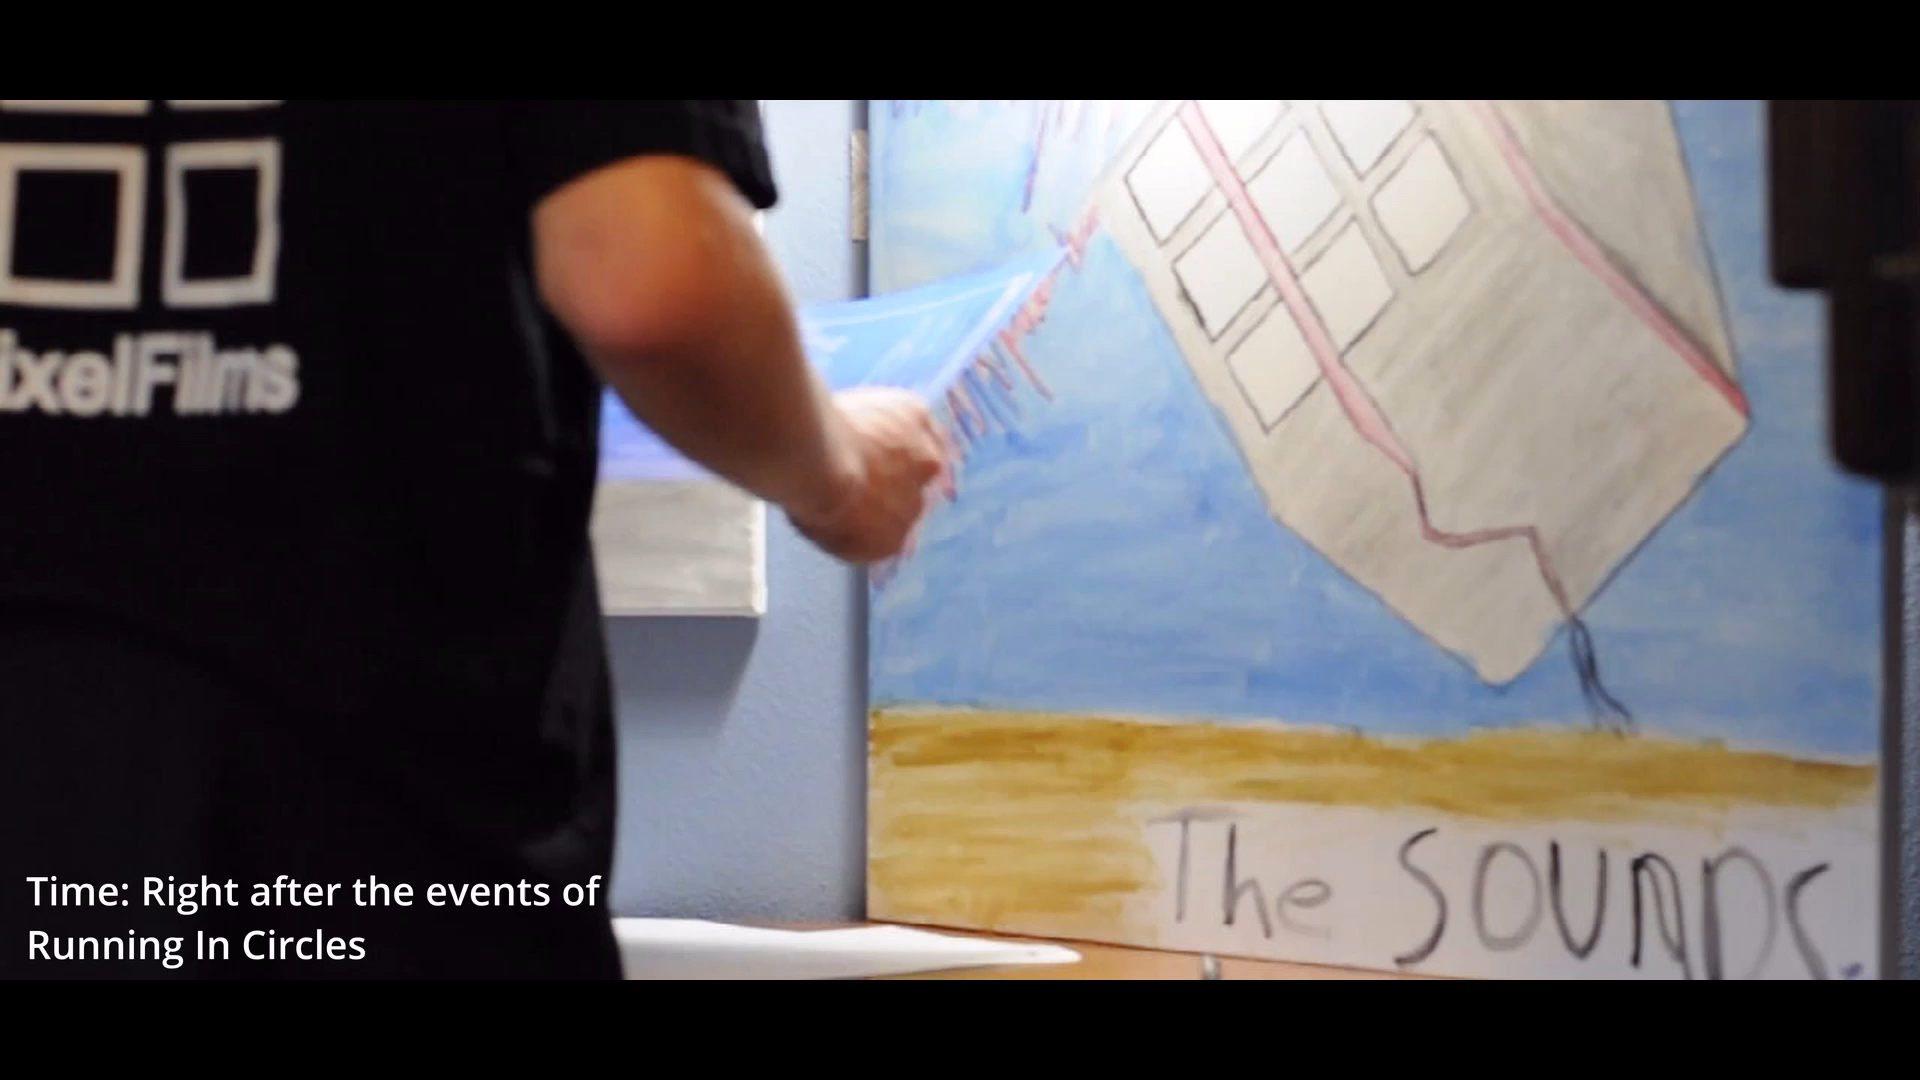 ixelFilms
Time: Right after the events of
Running In Circles
The SOUNDS